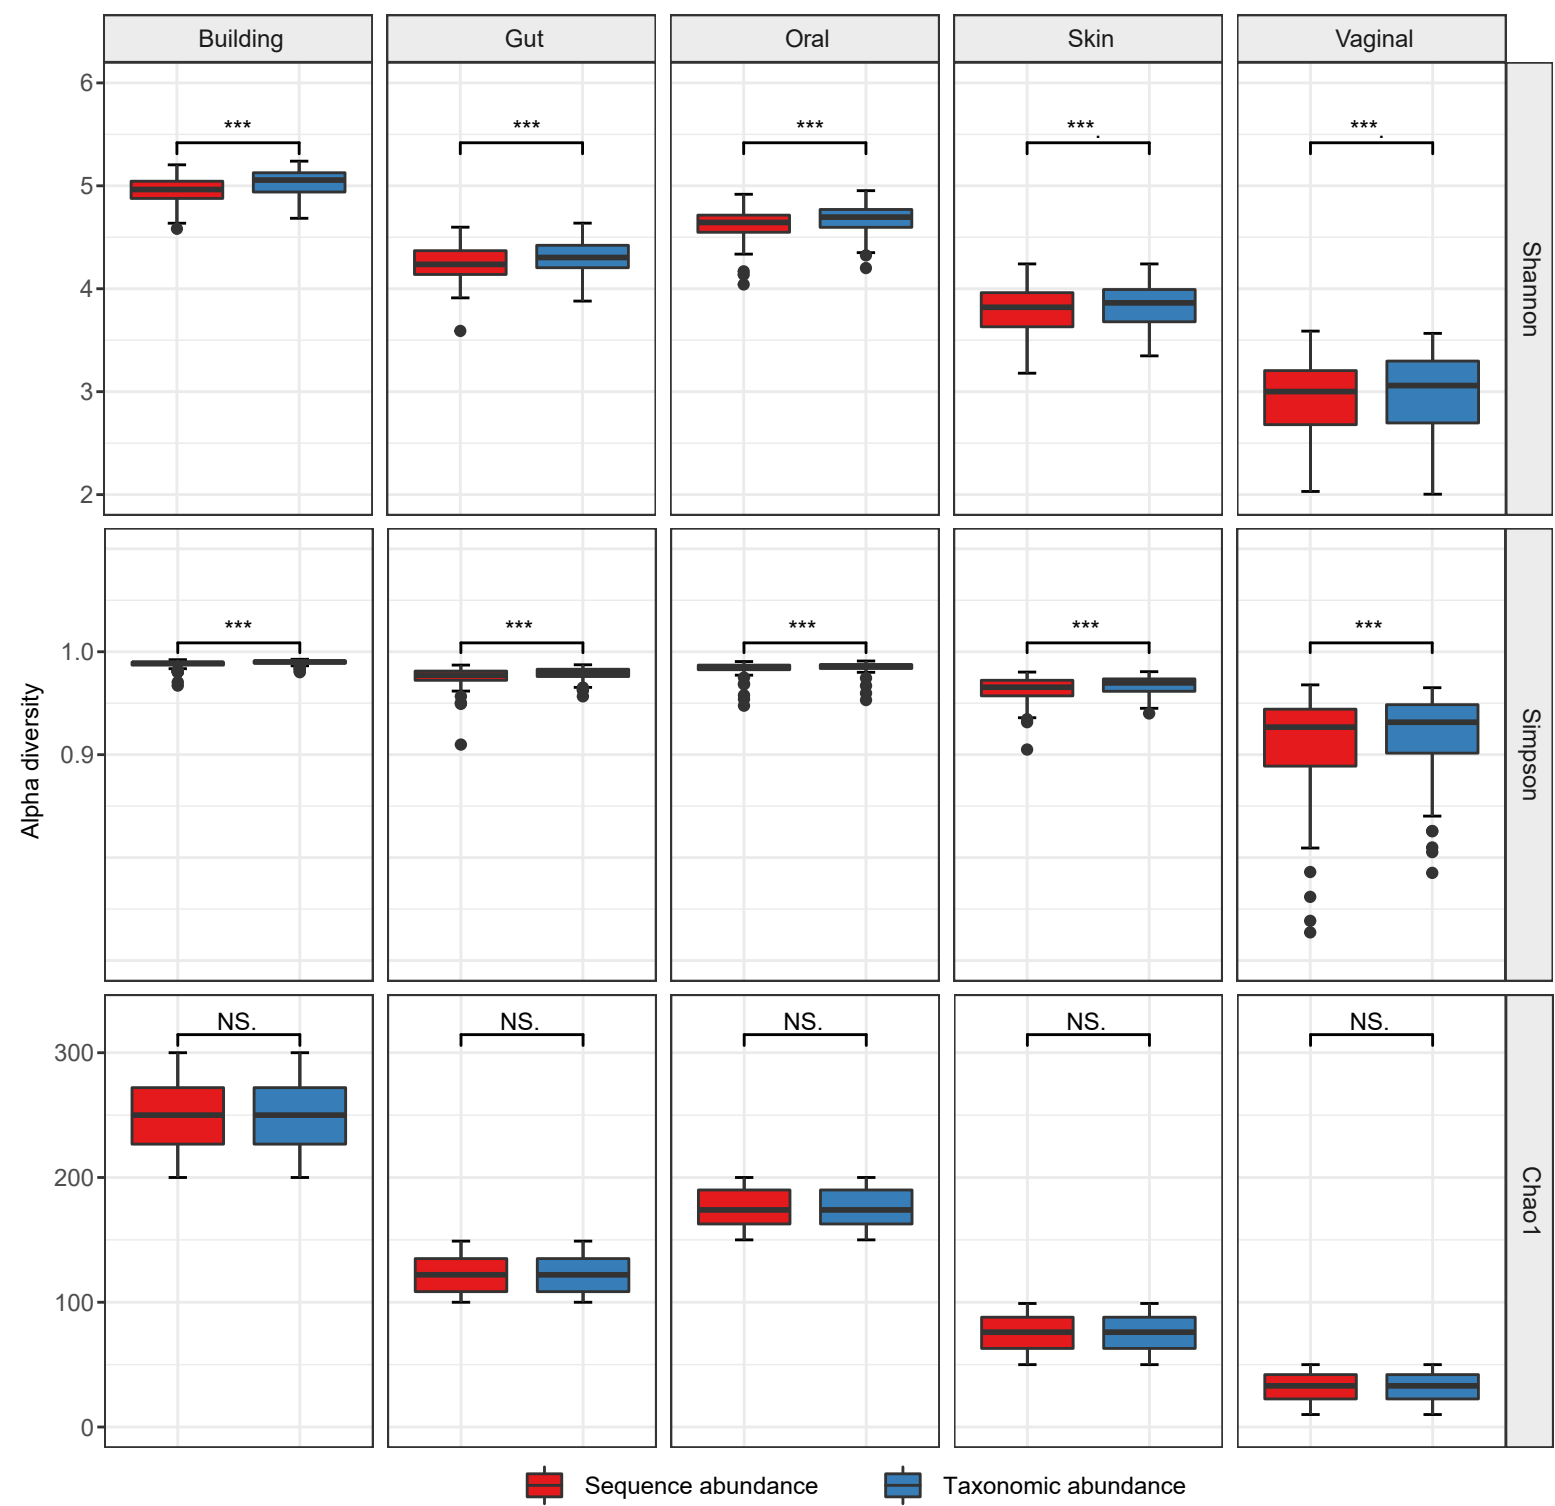 Building Gut Oral Skin Vaginal
6
*** *** *** ***. ***.
5
4
3
2
Shannon
*** *** *** *** ***
1.0
0.9
Simpson
Alpha diversity
NS. NS. NS. NS. NS.
300
200
100
0
Chao1
Sequence abundance Taxonomic abundance